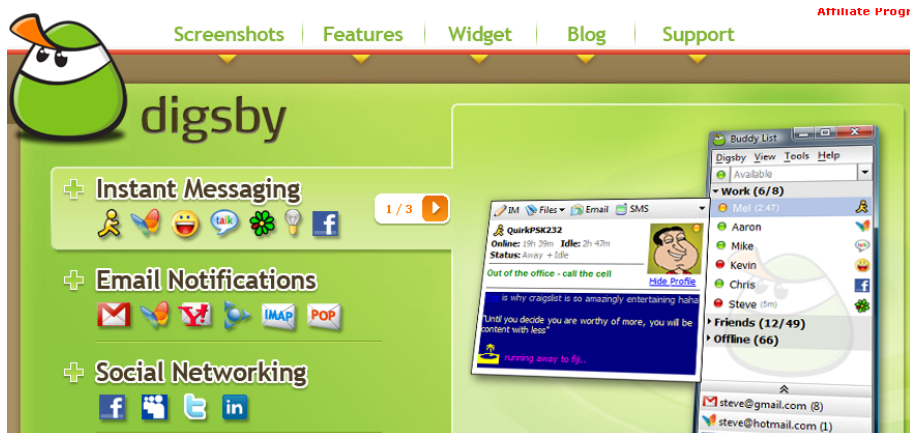 Affiliate Progr
Screenshots Features Widget Blog Support
digsby
Instant Messaging
talk
1 / 3
Email Notifications
IMAP POP
Social Networking
IM Files Email SMS
QuirkPSK232
Online: 19h 39m Idle: 2h 47m
Status: Away + Idle
Out of the office - call the cell
Hide Profile
is why craigslist is so amazingly entertaining haha
"Until you decide you are worthy of more, you will be
content with less"
running away to fiji..
Buddy List
Digsby View Tools Help
Available
Work (6/8)
Mel (2:47)
Aaron
Mike
Kevin
Chris
Steve (5m)
Friends (12/49)
Offline (66)
steve@gmail.com (8)
steve@hotmail.com (1)